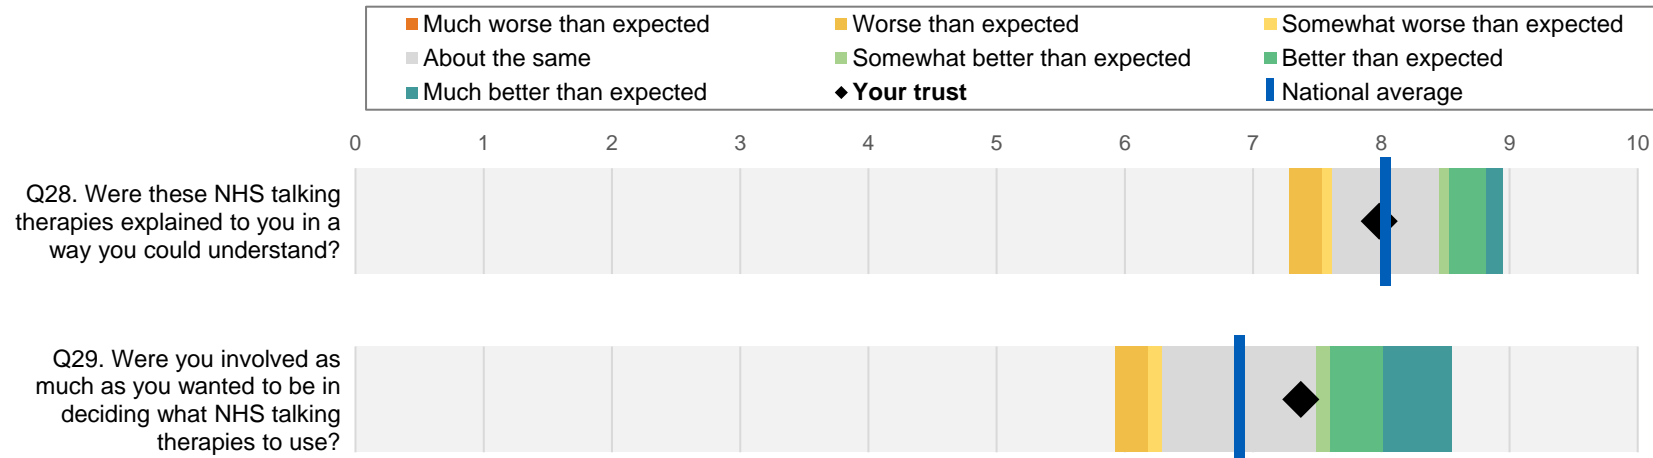 Much worse than expected Worse than expected Somewhat worse than expected
About the same Somewhat better than expected Better than expected
Much better than expected Your trust National average
0 1 2 3 4 5 6 7 8 9 10
Q28. Were these NHS talking
therapies explained to you in a
way you could understand?
Q29. Were you involved as
much as you wanted to be in
deciding what NHS talking
therapies to use?